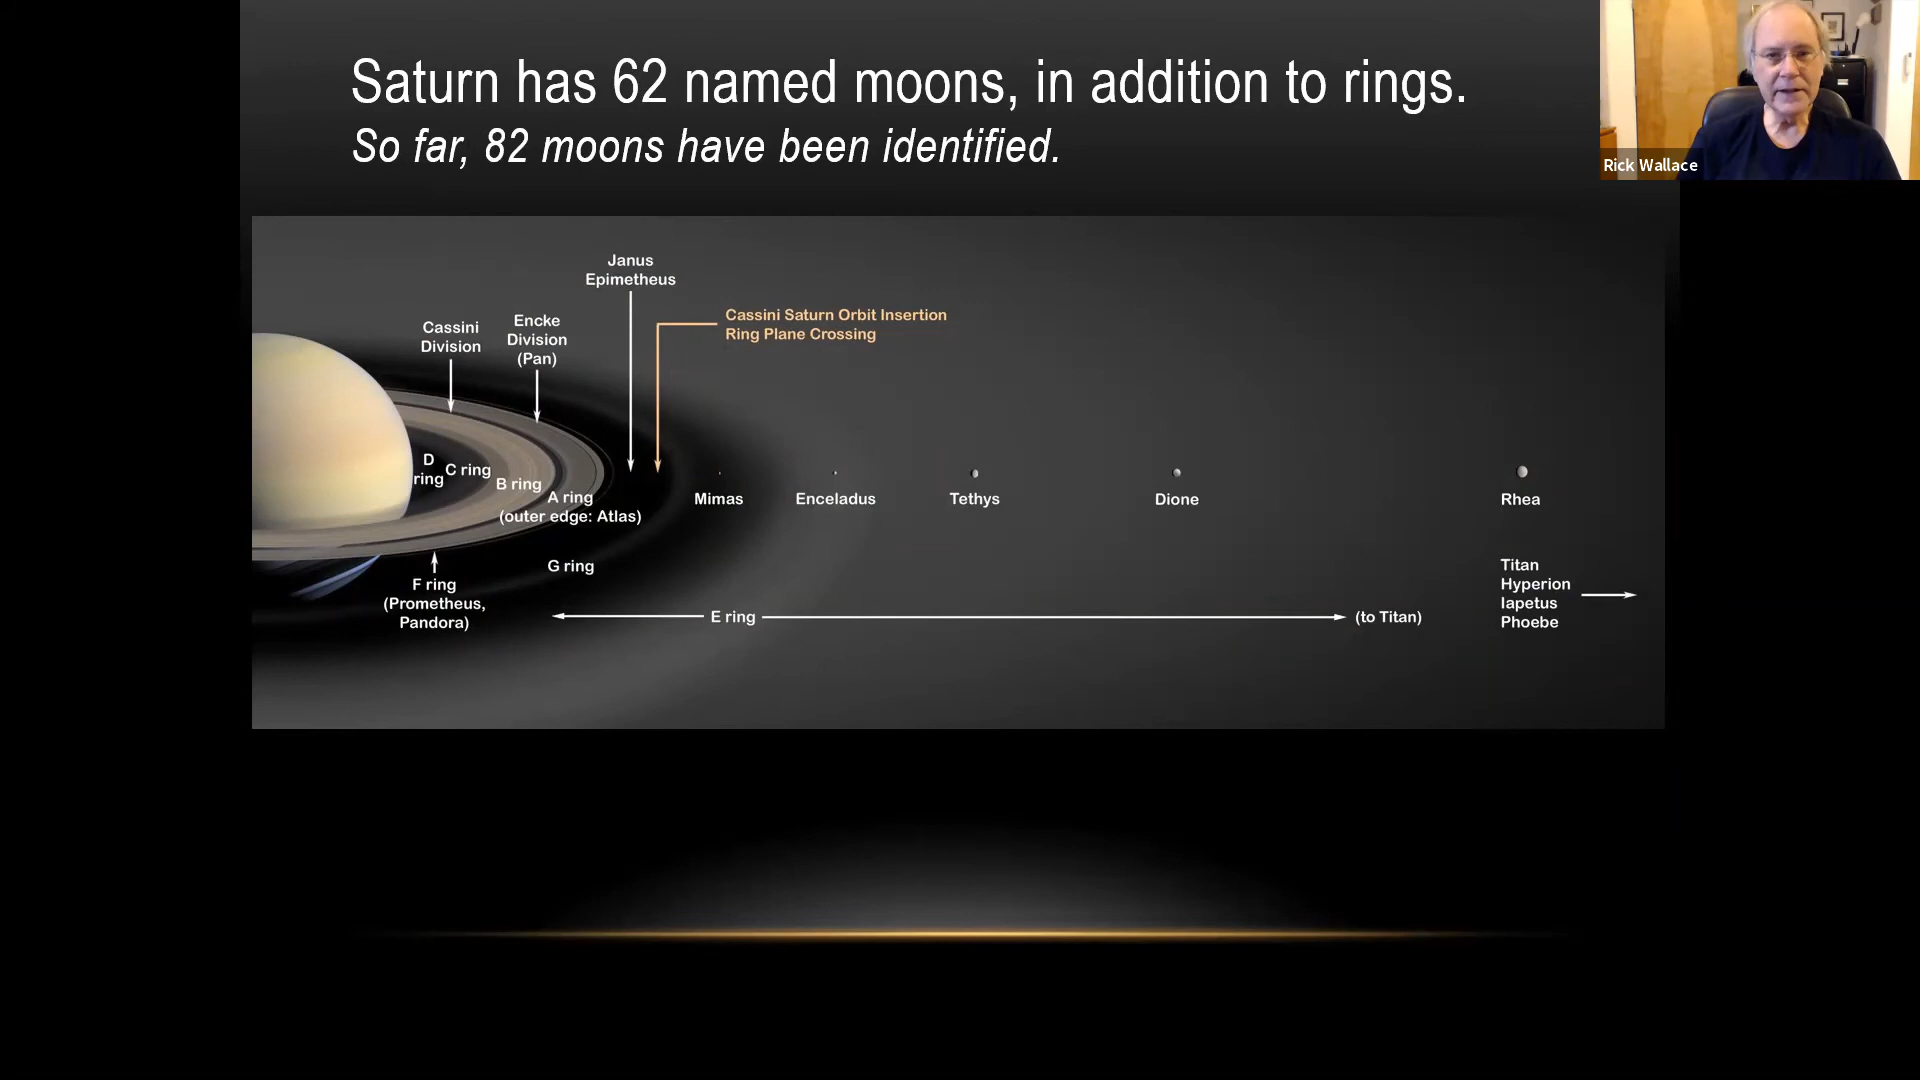 Saturn has 62 named moons, in addition to rings.
So far, 82 moons have been identified.
Rick Wallace
Janus
Epimetheus
Cassini Saturn Orbit Insertion
Ring Plane Crossing
Cassini
Division
Encke
Division
(Pan)
D
ring
C ring
B ring
A ring
(outer edge: Atlas)
Mimas
Enceladus
Tethys
Dione
Rhea
G ring
F ring
(Prometheus,
Pandora)
E ring
(to Titan)
Titan
Hyperion
Iapetus
Phoebe